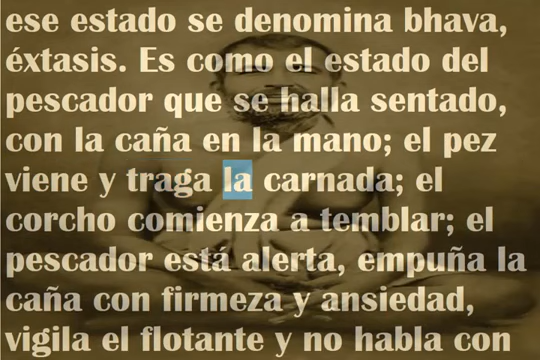 ese estado se denomina bhava,
éxtasis. Es como el estado del
pescador que se halla sentado,
con la caña en la mano; el pez
viene y traga la carnada; el
corcho comienza a temblar; el
pescador está alerta, empuña la
caña con firmeza y ansiedad,
vigila el flotante y no habla con